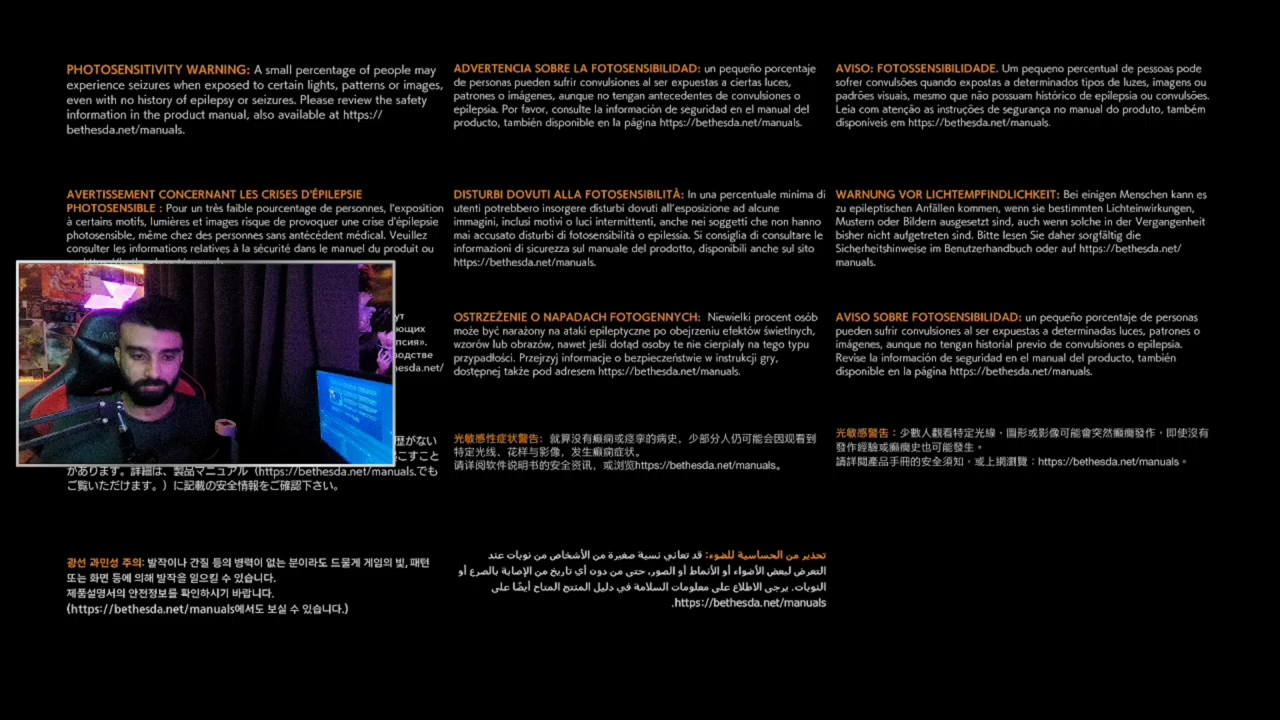 PHOTOSENSITIVITY WARNING: A small percentage of people may
experience seizures when exposed to certain lights, patterns or images,
even with no history of epilepsy or seizures. Please review the safety
information in the product manual, also available at https://
bethesda.net/manuals.
ADVERTENCIA SOBRE LA FOTOSENSIBILIDAD: un pequeño porcentaje
de personas pueden sufrir convulsiones al ser expuestas a ciertas luces,
patrones o imágenes, aunque no tengan antecedentes de convulsiones o
epilepsia. Por favor, consulte la información de seguridad en el manual del
producto, también disponible en la página https://bethesda.net/manuals.
AVISO: FOTOSSENSIBILIDADE. Um pequeno percentual de pessoas pode
sofrer convulsões quando expostas a determinados tipos de luzes, imagens ou
padrões visuais, mesmo que não possuam histórico de epilepsia ou convulsões.
Leia com atenção as instruções de segurança no manual do produto, também
disponíveis em https://bethesda.net/manuals.
AVERTISSEMENT CONCERNANT LES CRISES D'ÉPILEPSIE
PHOTOSENSIBLE : Pour un très faible pourcentage de personnes, l'exposition
à certains motifs, lumières et images risque de provoquer une crise d'épilepsie
photosensible, même chez des personnes sans antécédent médical. Veuillez
consulter les informations relatives à la sécurité dans le manuel du produit ou
https://bethesda.net/manuals
DISTURBI DOVUTI ALLA FOTOSENSIBILITÀ: In una percentuale minima di
utenti potrebbero insorgere disturbi dovuti all'esposizione ad alcune
immagini, inclusi motivi o luci intermittenti, anche nei soggetti che non hanno
mai accusato disturbi di fotosensibilità o epilessia. Si consiglia di consultare le
informazioni di sicurezza sul manuale del prodotto, disponibili anche sul sito
https://bethesda.net/manuals.
WARNUNG VOR LICHTEMPFINDLICHKEIT: Bei einigen Menschen kann es
zu epileptischen Anfällen kommen, wenn sie bestimmten Lichteinwirkungen,
Mustern oder Bildern ausgesetzt sind, auch wenn solche in der Vergangenheit
bisher nicht aufgetreten sind. Bitte lesen Sie daher sorgfältig die
Sicherheitshinweise im Benutzerhandbuch oder auf https://bethesda.net/
manuals.
ут
ющих
псия».
водстве
hesda.net/
OSTRZEŻENIE O NAPADACH FOTOGENNYCH: Niewielki procent osób
może być narażony na ataki epileptyczne po obejrzeniu efektów świetlnych,
wzorów lub obrazów, nawet jeśli dotąd osoby te nie cierpiały na tego typu
przypadłości. Przejrzyj informacje o bezpieczeństwie w instrukcji gry,
dostępnej także pod adresem https://bethesda.net/manuals.
AVISO SOBRE FOTOSENSIBILIDAD: un pequeño porcentaje de personas
pueden sufrir convulsiones al ser expuestas a determinadas luces, patrones o
imágenes, aunque no tengan historial previo de convulsiones o epilepsia.
Revise la información de seguridad en el manual del producto, también
disponible en la página https://bethesda.net/manuals.
歴がない
起こすこと
があります。詳細は、製品マニュアル（https://bethesda.net/manuals.でも
ご覧いただけます。）に記載の安全情報をご確認下さい。
光敏感性症状警告：就算没有癫痫或痉挛的病史，少部分人仍可能会因观看到
特定光线、花样与影像，发生癫痫症状。
请详阅软件说明书的安全资讯，或浏览https://bethesda.net/manuals。
光敏感警告：少數人觀看特定光線、圖形或影像可能會突然癲癇發作，即使沒有
發作經驗或癲癇史也可能發生。
請詳閱產品手冊的安全須知，或上網瀏覽：https://bethesda.net/manuals。
광선 과민성 주의: 발작이나 간질 등의 병력이 없는 분이라도 드물게 게임의 빛, 패턴
또는 화면 등에 의해 발작을 일으킬 수 있습니다.
제품설명서의 안전정보를 확인하시기 바랍니다.
(https://bethesda.net/manuals에서도 보실 수 있습니다.)
تحذير من الحساسية للضوء: قد تعاني نسبة صغيرة من الأشخاص من نوبات عند
التعرض لبعض الأضواء أو الأنماط أو الصور، حتى من دون أي تاريخ من الإصابة بالصرع أو
النوبات. يرجى الاطلاع على معلومات السلامة في دليل المنتج المتاح أيضًا على
https://bethesda.net/manuals.